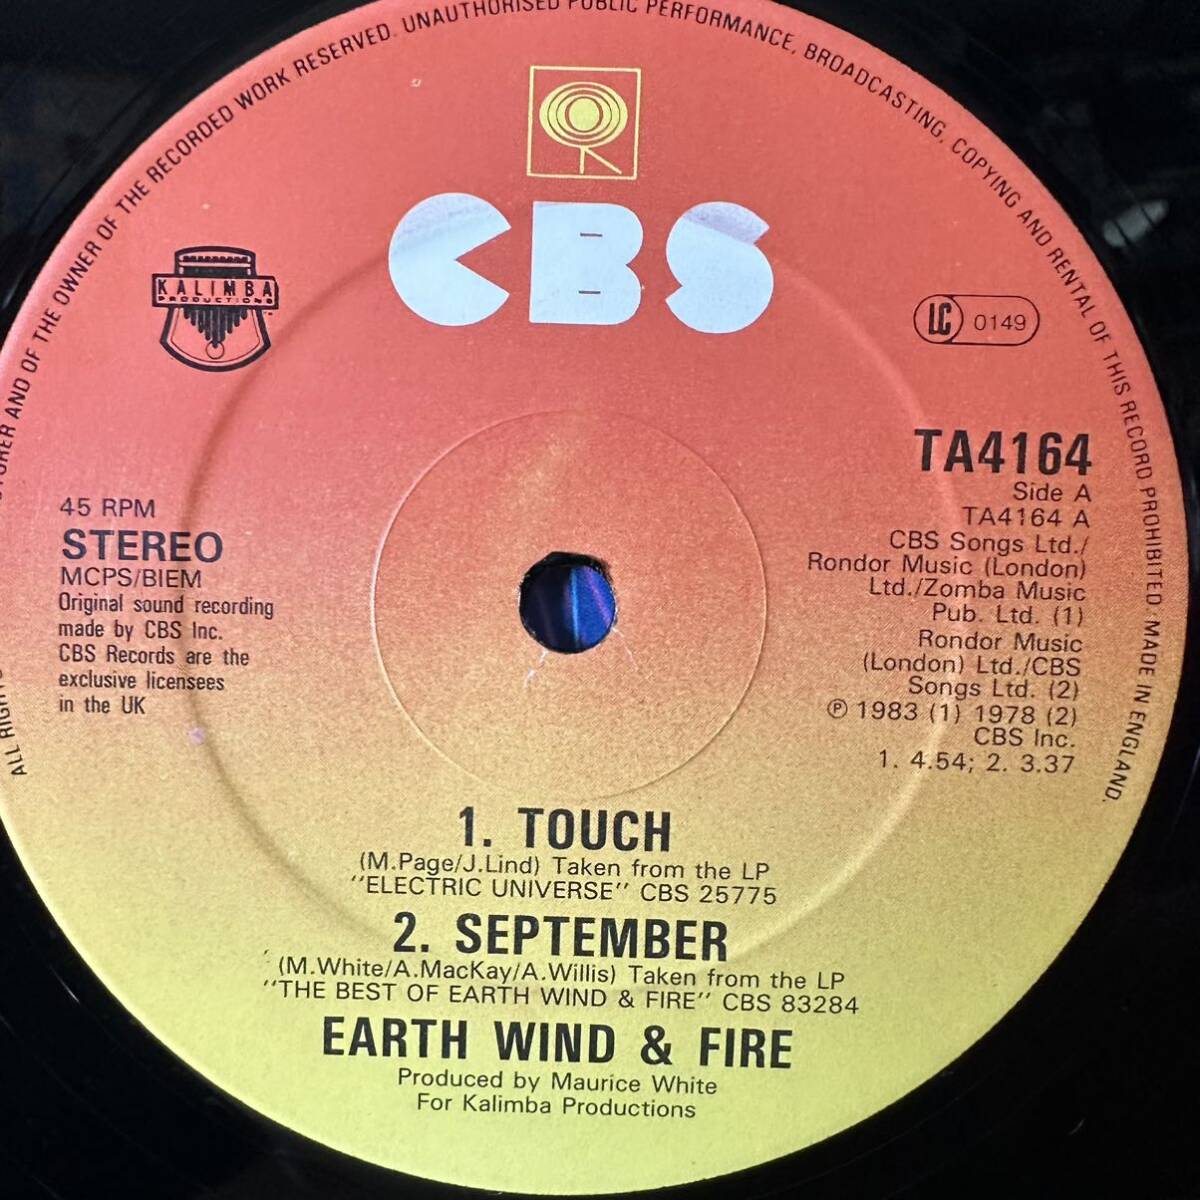 TURER AND OF THE OWNER OF THE RECORDED WORK RESERVED. UNAUTHORISED PUBLIC PERFORMANCE, BROADCASTING, COPYING AND RENTAL OF THIS RECORD PROHIBITED. MADE IN ENGLAND.
CBS
KALIMBA
PRODUCTIONS
LC 0149
TA4164
Side A
TA4164 A
CBS Songs Ltd./
Rondor Music (London)
Ltd./Zomba Music
Pub. Ltd. (1)
Rondor Music
(London) Ltd./CBS
Songs Ltd. (2)
℗ 1983 (1) 1978 (2)
CBS Inc.
1. 4.54; 2. 3.37
45 RPM
STEREO
MCPS/BIEM
Original sound recording
made by CBS Inc.
CBS Records are the
exclusive licensees
in the UK
ALL RIGHTS
1. TOUCH
(M.Page/J.Lind) Taken from the LP
"ELECTRIC UNIVERSE" CBS 25775
2. SEPTEMBER
(M.White/A.MacKay/A.Willis) Taken from the LP
"THE BEST OF EARTH WIND & FIRE" CBS 83284
EARTH WIND & FIRE
Produced by Maurice White
For Kalimba Productions